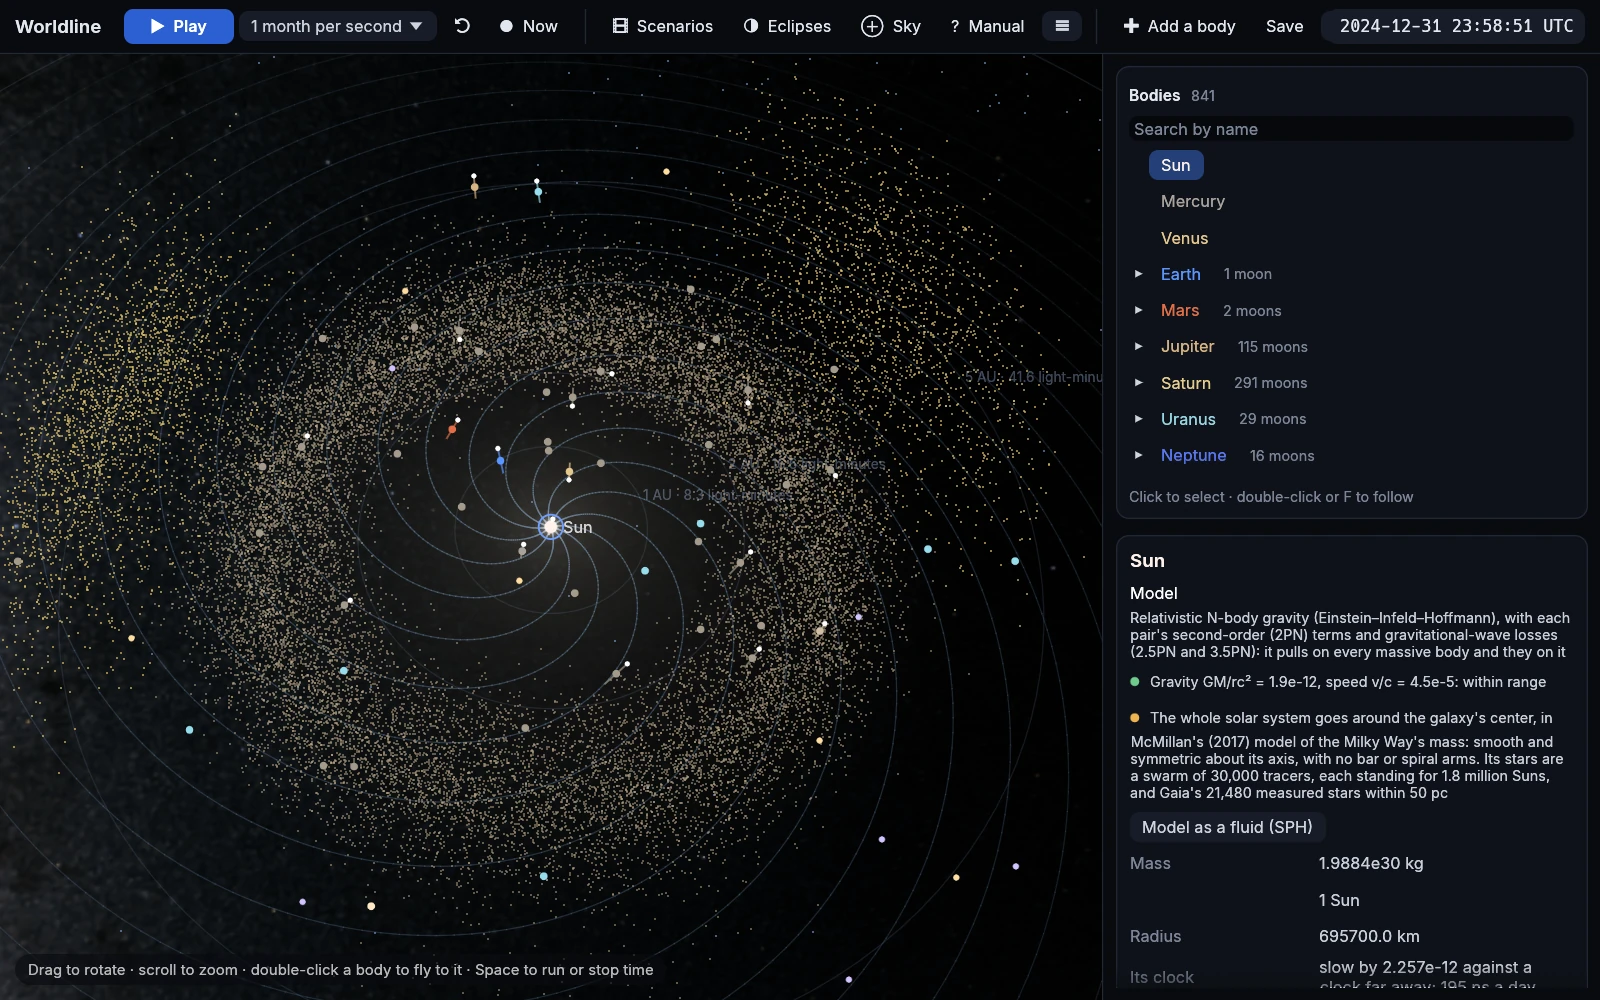 Worldline
Play
1 month per second
Now
Scenarios
Eclipses
Sky
? Manual
Add a body
Save
2024-12-31 23:58:51 UTC
5 AU · 41.6 light-minu
light-minutes
1 AU · 8.3 light-minutes
Sun
Drag to rotate · scroll to zoom · double-click a body to fly to it · Space to run or stop time
Bodies 841
Search by name
Sun
Mercury
Venus
Earth 1 moon
Mars 2 moons
Jupiter 115 moons
Saturn 291 moons
Uranus 29 moons
Neptune 16 moons
Click to select · double-click or F to follow
Sun
Model
Relativistic N-body gravity (Einstein–Infeld–Hoffmann), with each
pair's second-order (2PN) terms and gravitational-wave losses
(2.5PN and 3.5PN): it pulls on every massive body and they on it
Gravity GM/rc² = 1.9e-12, speed v/c = 4.5e-5: within range
The whole solar system goes around the galaxy's center, in
McMillan's (2017) model of the Milky Way's mass: smooth and
symmetric about its axis, with no bar or spiral arms. Its stars are
a swarm of 30,000 tracers, each standing for 1.8 million Suns,
and Gaia's 21,480 measured stars within 50 pc
Model as a fluid (SPH)
Mass 1.9884e30 kg
1 Sun
Radius 695700.0 km
Its clock slow by 2.257e-12 against a
clock far away: 195 ns a day